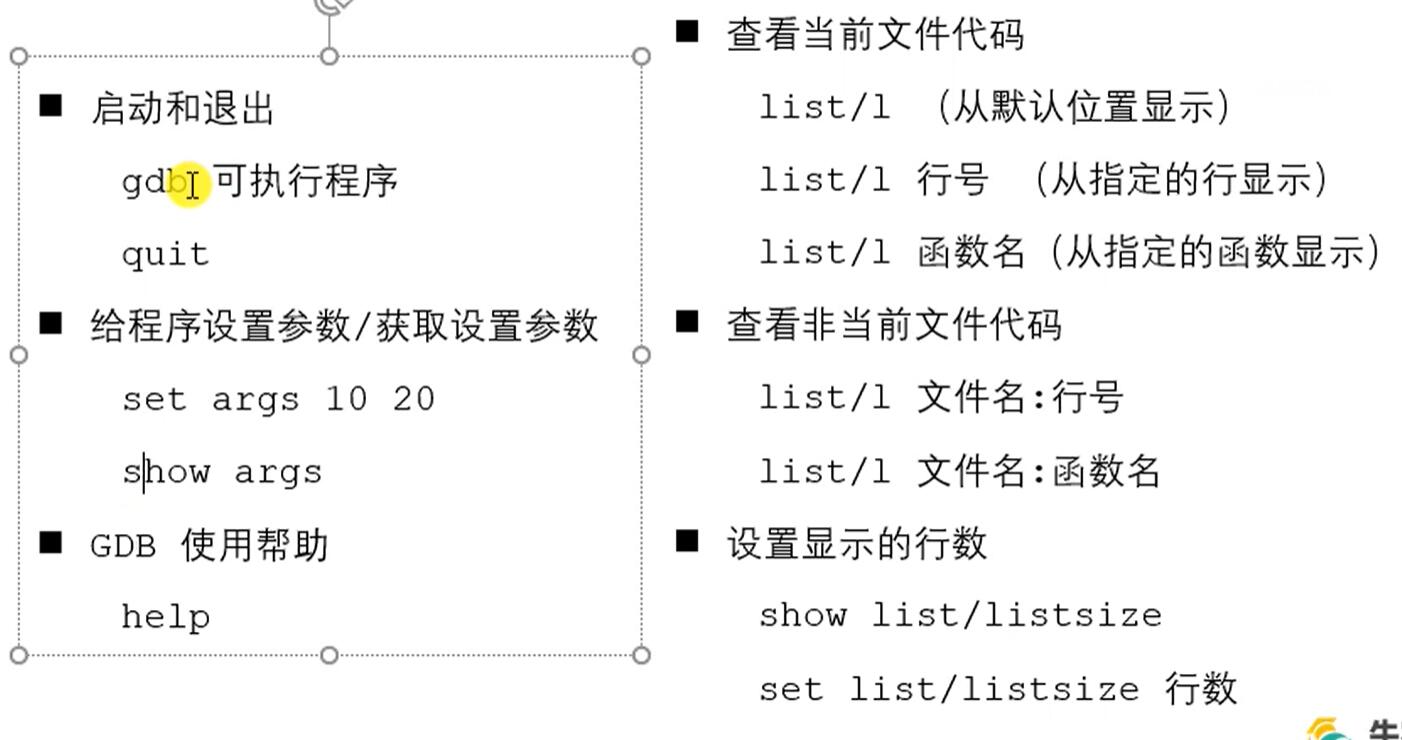 启动和退出
gdb 可执行程序
quit
给程序设置参数/获取设置参数
set args 10 20
show args
GDB 使用帮助
help
查看当前文件代码
list/l （从默认位置显示）
list/l 行号 （从指定的行显示）
list/l 函数名（从指定的函数显示）
查看非当前文件代码
list/l 文件名:行号
list/l 文件名:函数名
设置显示的行数
show list/listsize
set list/listsize 行数